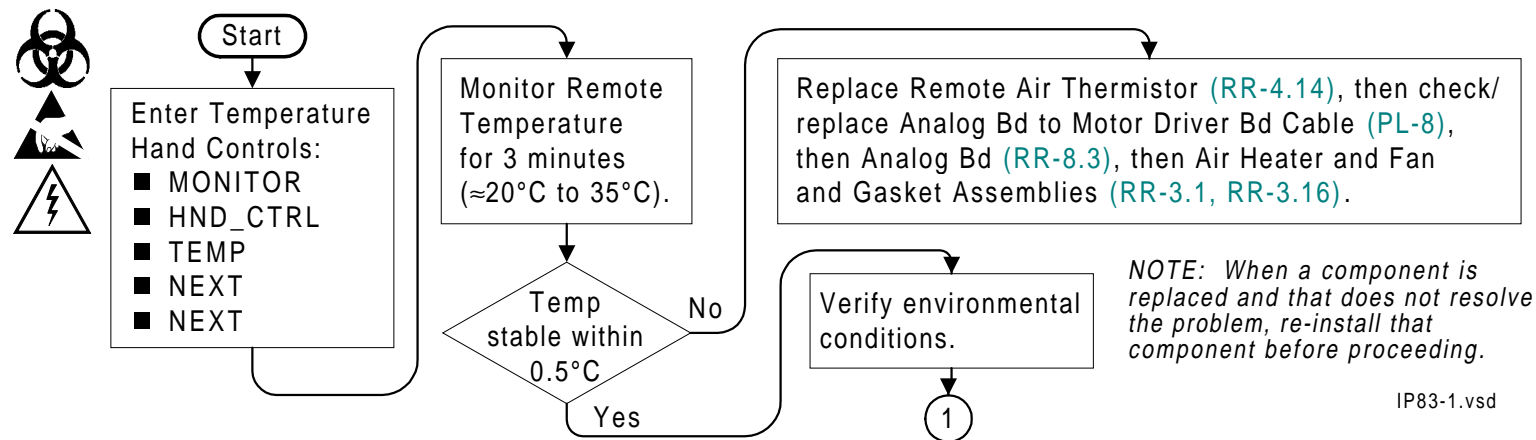 Start
Enter Temperature
Hand Controls:
■ MONITOR
■ HND_CTRL
■ TEMP
■ NEXT
■ NEXT
Monitor Remote
Temperature
for 3 minutes
(≈20°C to 35°C).
Temp
stable within
0.5°C
No
Yes
Replace Remote Air Thermistor (RR-4.14), then check/
replace Analog Bd to Motor Driver Bd Cable (PL-8),
then Analog Bd (RR-8.3), then Air Heater and Fan
and Gasket Assemblies (RR-3.1, RR-3.16).
Verify environmental
conditions.
1
NOTE: When a component is
replaced and that does not resolve
the problem, re-install that
component before proceeding.
IP83-1.vsd